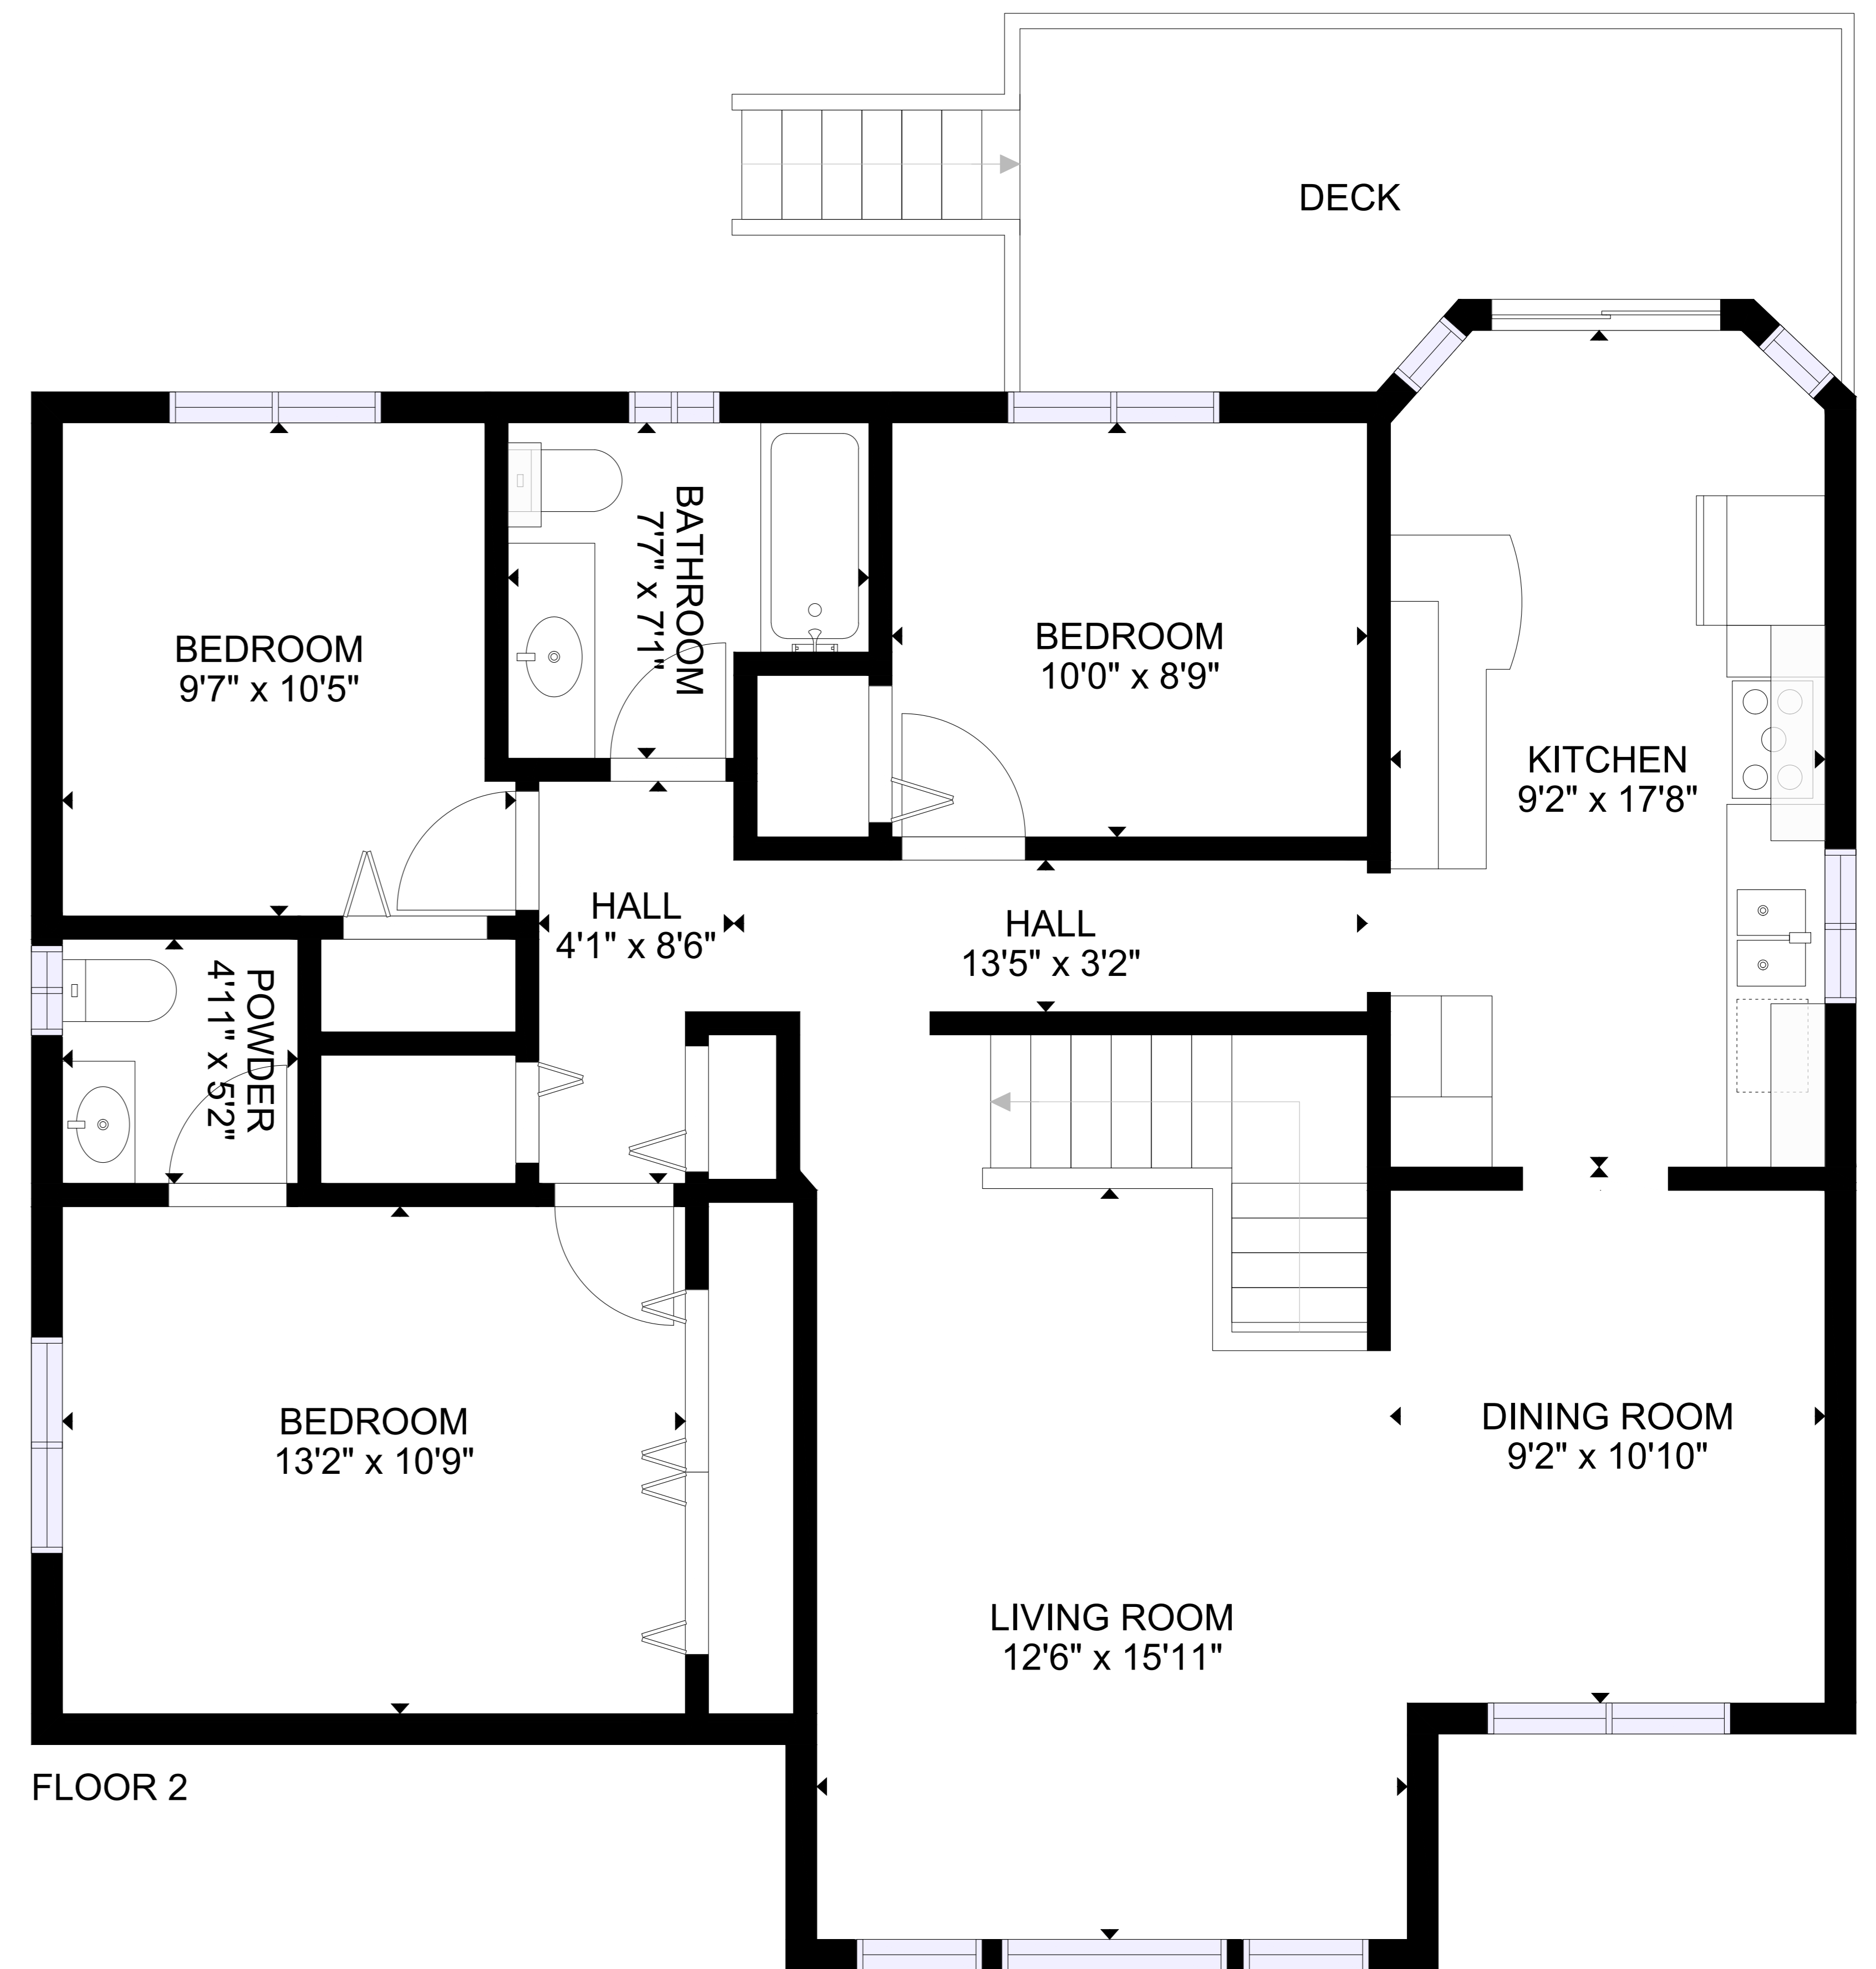 DECK
BATHROOM
7'7" x 7'1"
BEDROOM
9'7" x 10'5"
BEDROOM
10'0" x 8'9"
KITCHEN
9'2" x 17'8"
HALL
4'1" x 8'6"
HALL
13'5" x 3'2"
POWDER
4'11" x 5'2"
BEDROOM
13'2" x 10'9"
DINING ROOM
9'2" x 10'10"
LIVING ROOM
12'6" x 15'11"
FLOOR 2